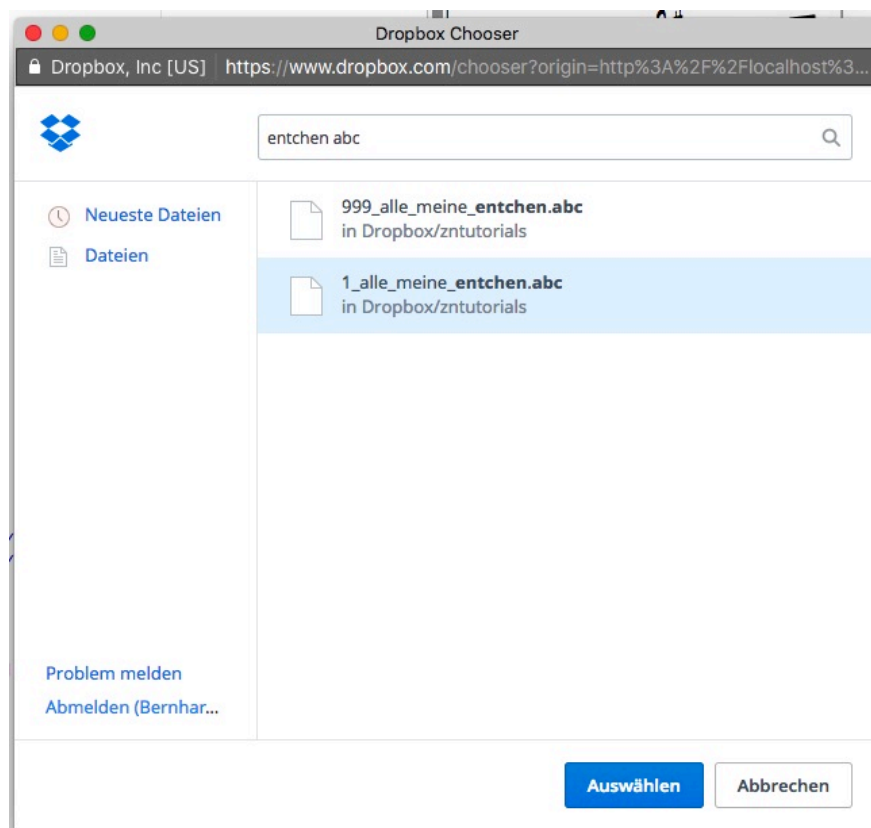 Dropbox Chooser
Dropbox, Inc [US] https://www.dropbox.com/chooser?origin=http%3A%2F%2Flocalhost%3...
entchen abc
Neueste Dateien
Dateien
999_alle_meine_entchen.abc
in Dropbox/zntutorials
1_alle_meine_entchen.abc
in Dropbox/zntutorials
Problem melden
Abmelden (Bernhar...
Auswählen
Abbrechen